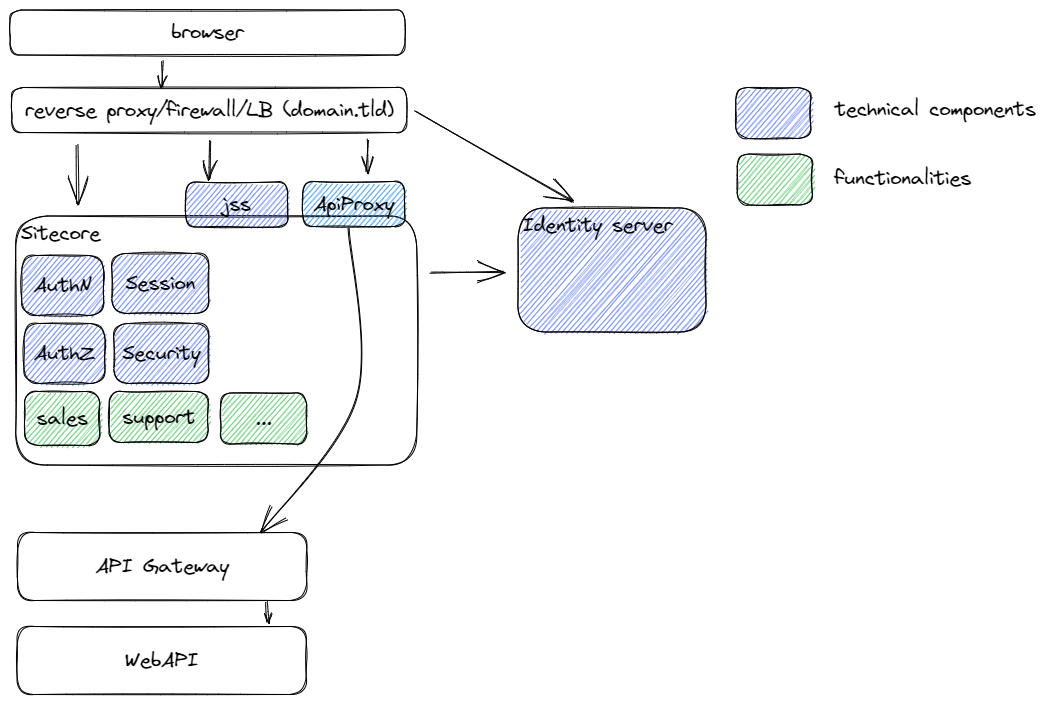 browser
reverse proxy/firewall/LB (domain.tld)
technical components
functionalities
jss
ApiProxy
Sitecore
Identity server
AuthN
Session
AuthZ
Security
sales
support
...
API Gateway
WebAPI